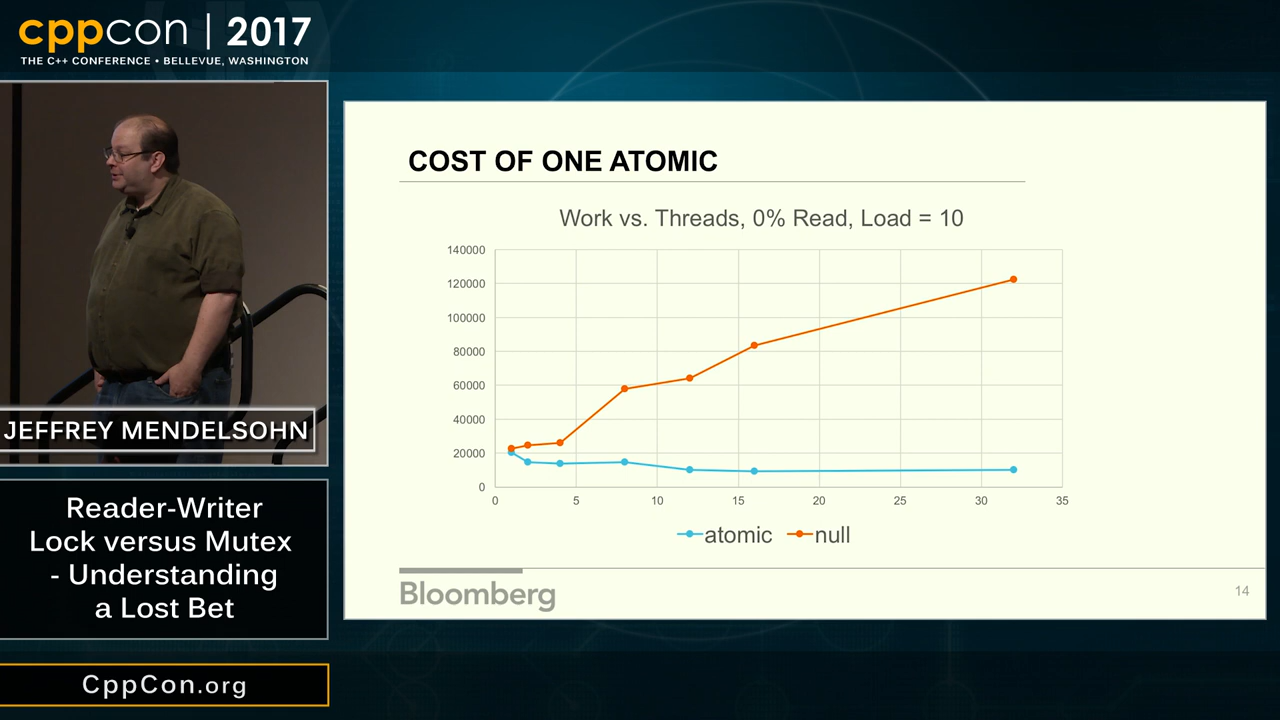 cppcon | 2017
THE C++ CONFERENCE • BELLEVUE, WASHINGTON
JEFFREY MENDELSOHN
Reader-Writer
Lock versus Mutex
- Understanding
a Lost Bet
CppCon.org
COST OF ONE ATOMIC
Work vs. Threads, 0% Read, Load = 10
140000
120000
100000
80000
60000
40000
20000
0
0 5 10 15 20 25 30 35
atomic null
Bloomberg
14